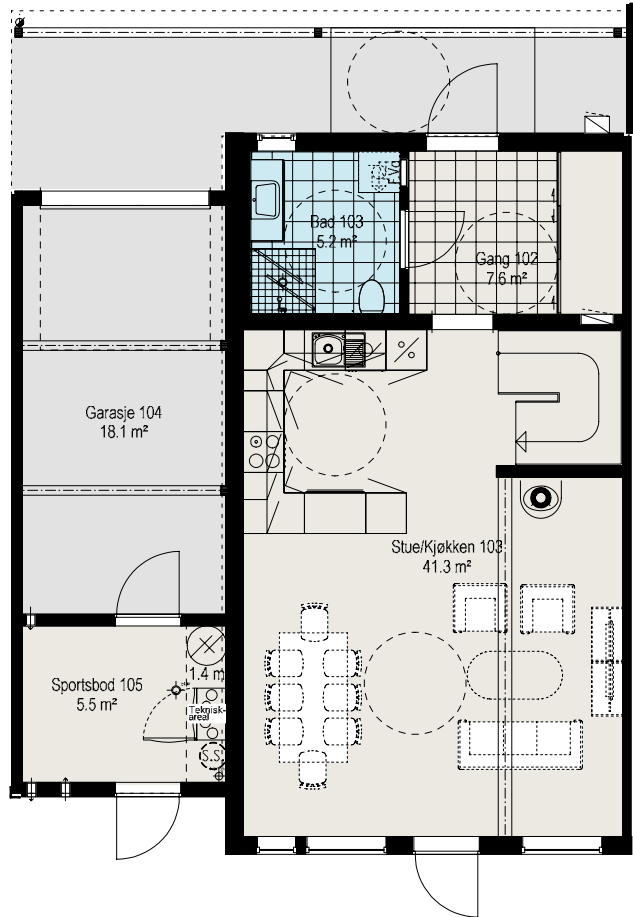 F.V.
Bad 103
5.2 m²
Gang 102
7.6 m²
Garasje 104
18.1 m²
Stue/Kjøkken 103
41.3 m²
Sportsbod 105
5.5 m²
1.4 m
Teknisk-
areal
S.S.